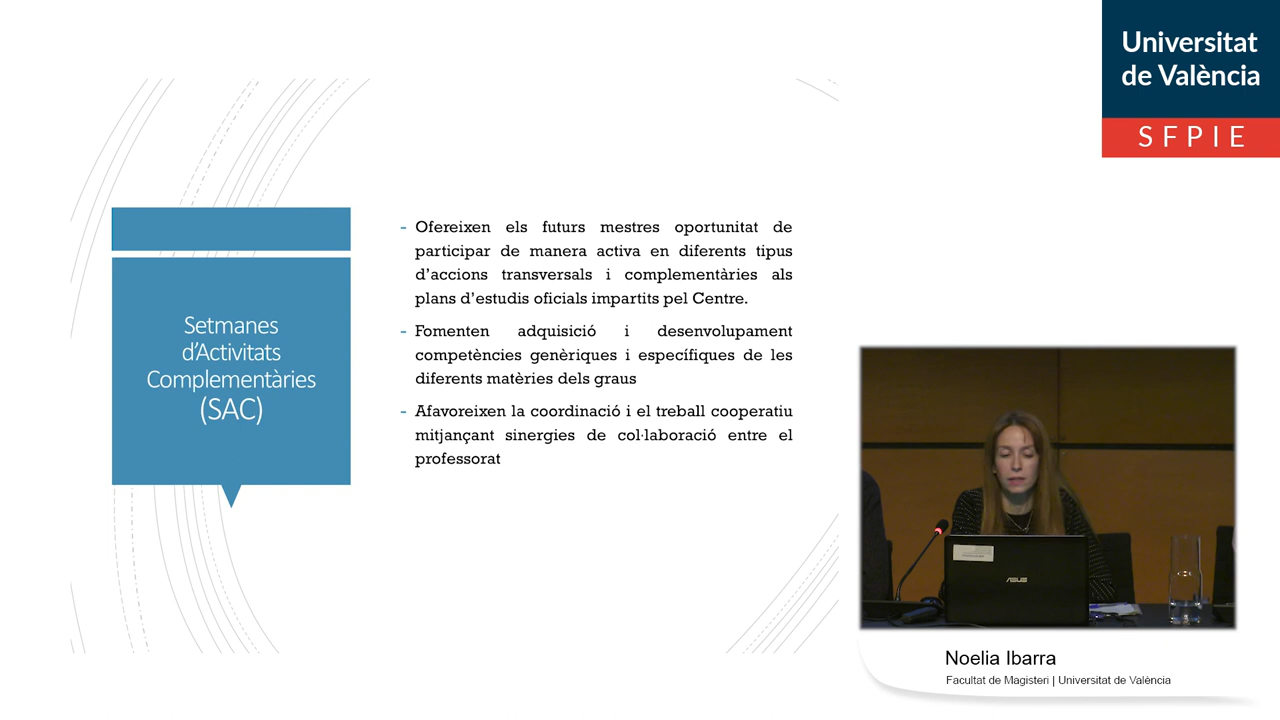 Universitat
de València
SFPIE
Setmanes
d'Activitats
Complementàries
(SAC)
- Ofereixen els futurs mestres oportunitat de
participar de manera activa en diferents tipus
d'accions transversals i complementàries als
plans d'estudis oficials impartits pel Centre.
- Fomenten adquisició i desenvolupament
competències genèriques i específiques de les
diferents matèries dels graus
- Afavoreixen la coordinació i el treball cooperatiu
mitjançant sinergies de col·laboració entre el
professorat
ASUS
Noelia Ibarra
Facultat de Magisteri | Universitat de València